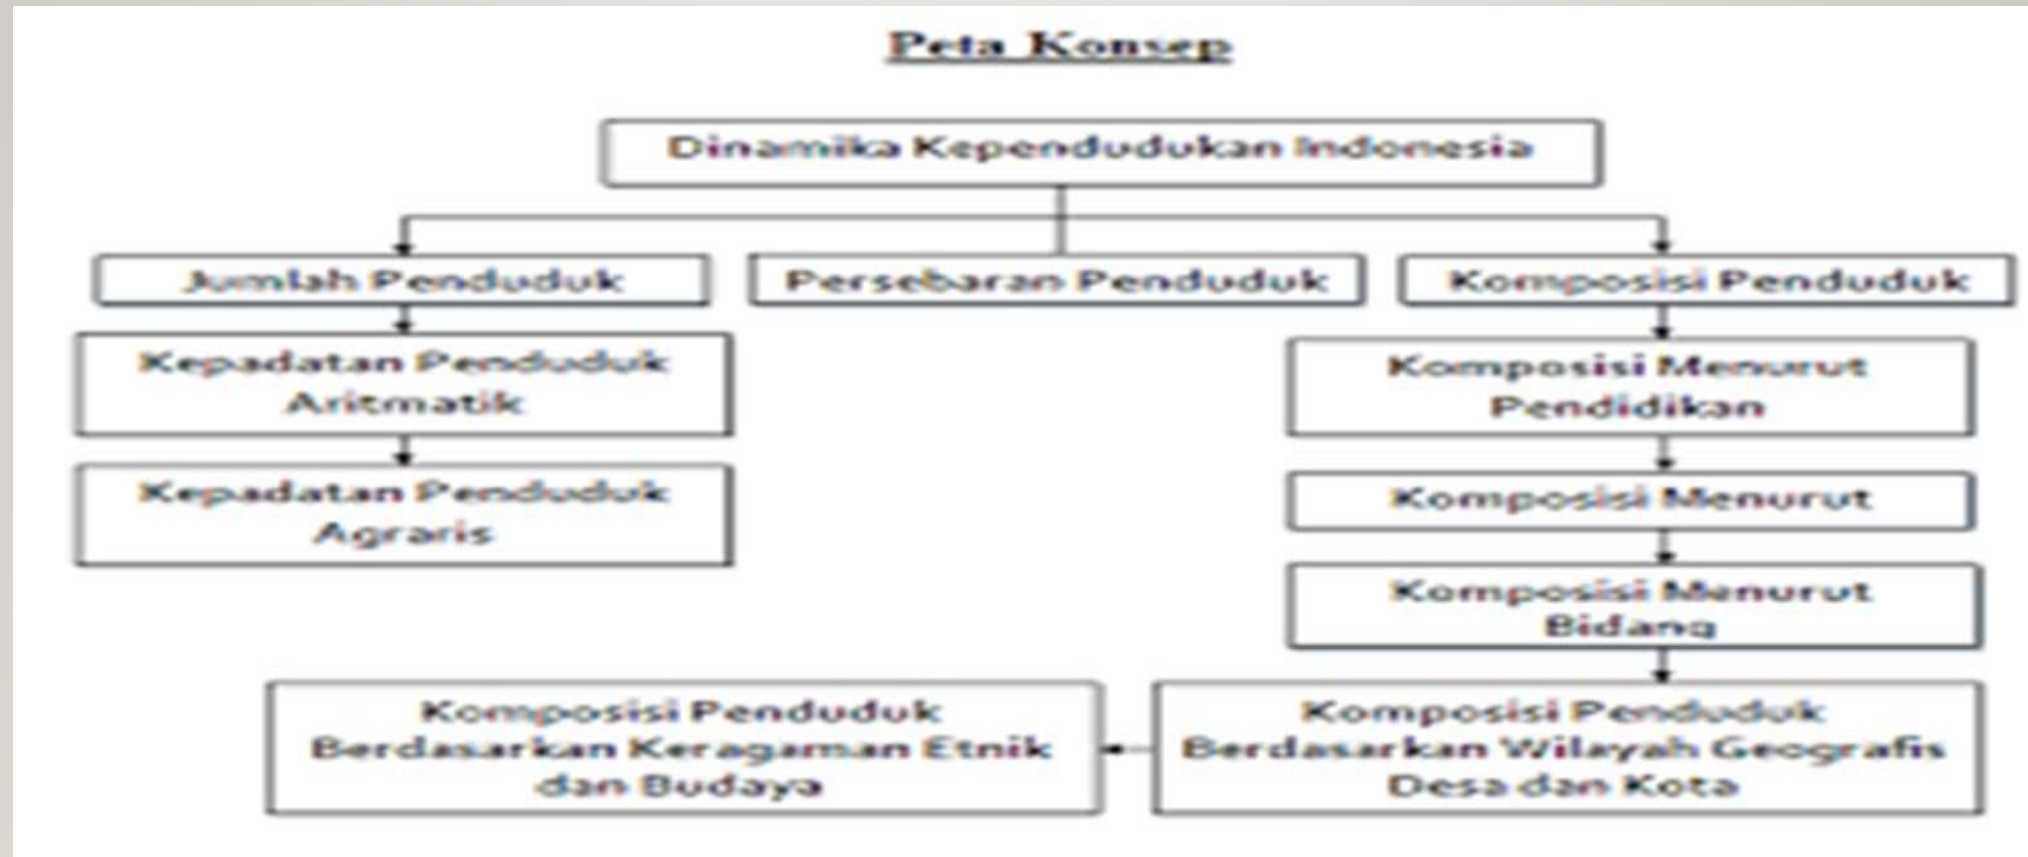 Peta Konsep
Dinamika Kependudukan Indonesia
Jumlah Penduduk
Persebaran Penduduk
Komposisi Penduduk
Kepadatan Penduduk
Aritmatik
Kepadatan Penduduk
Agraris
Komposisi Menurut
Pendidikan
Komposisi Menurut
Komposisi Menurut
Bidang
Komposisi Penduduk
Berdasarkan Wilayah Geografis
Desa dan Kota
Komposisi Penduduk
Berdasarkan Keragaman Etnik
dan Budaya